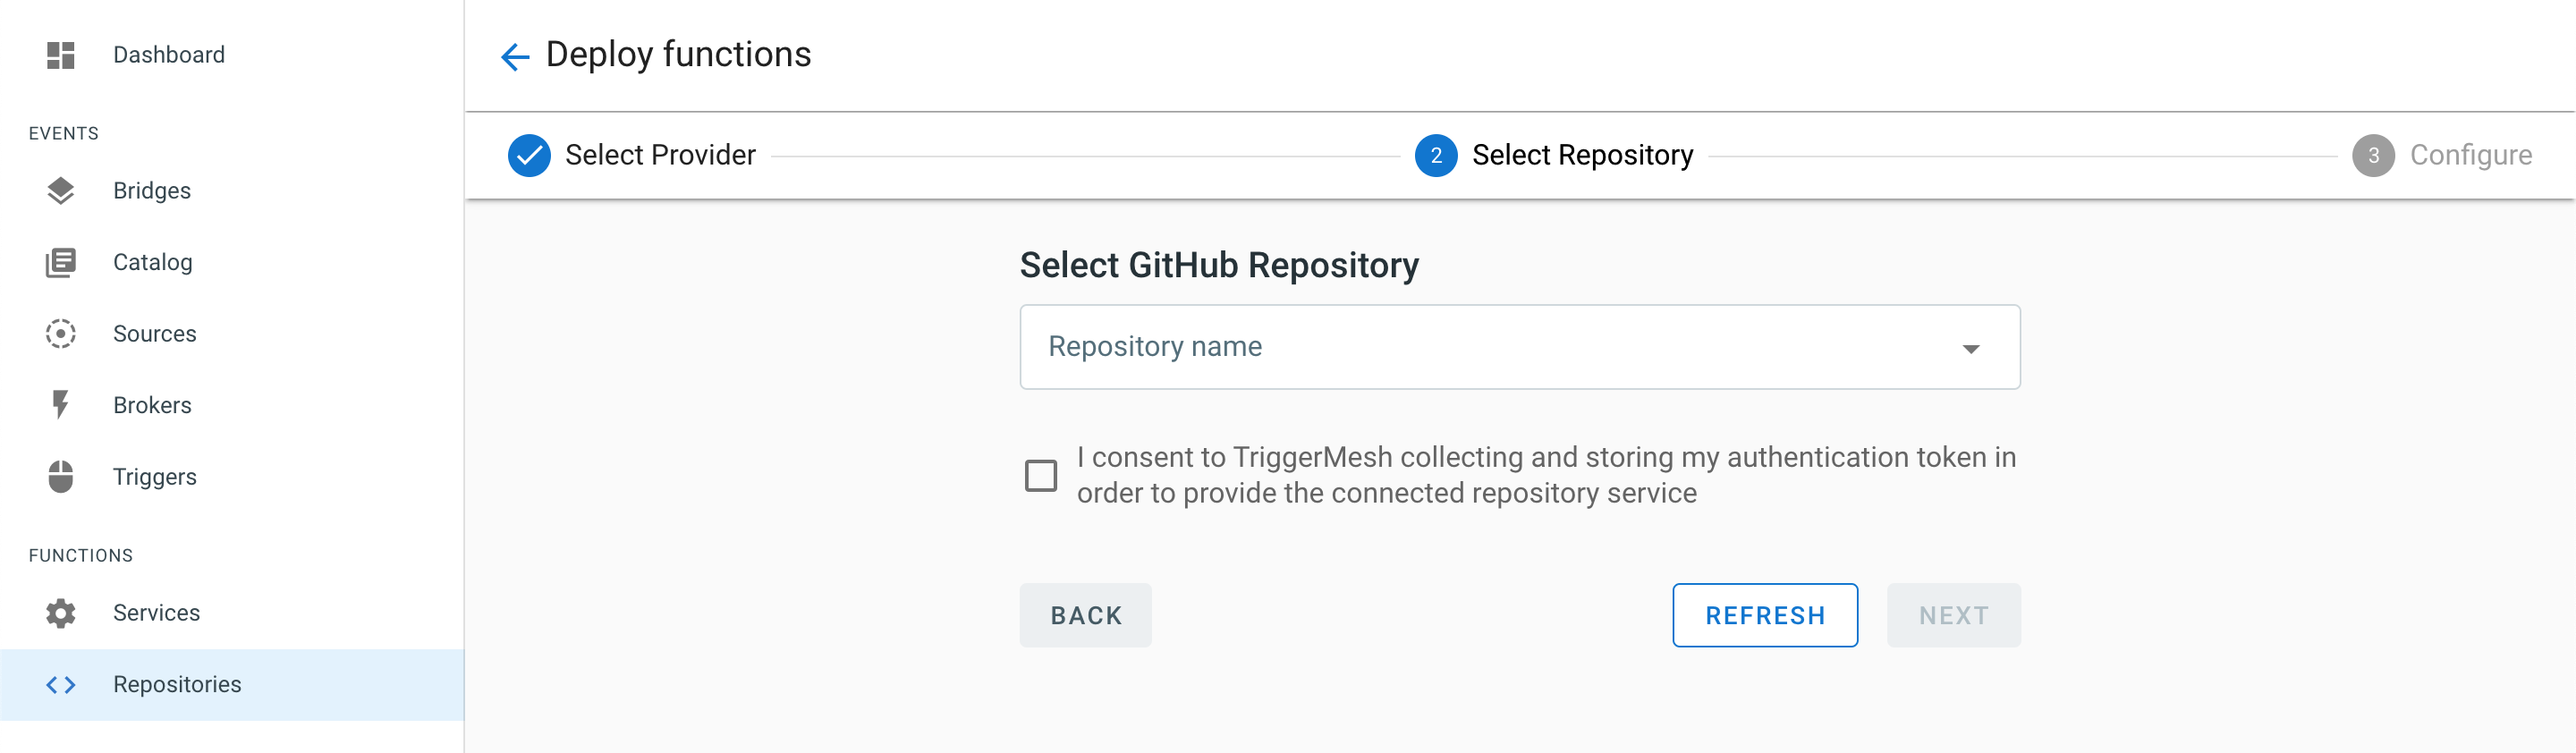 Dashboard
EVENTS
Bridges
Catalog
Sources
Brokers
Triggers
FUNCTIONS
Services
Repositories
Deploy functions
Select Provider
2 Select Repository
3 Configure
Select GitHub Repository
Repository name
I consent to TriggerMesh collecting and storing my authentication token in
order to provide the connected repository service
BACK
REFRESH
NEXT